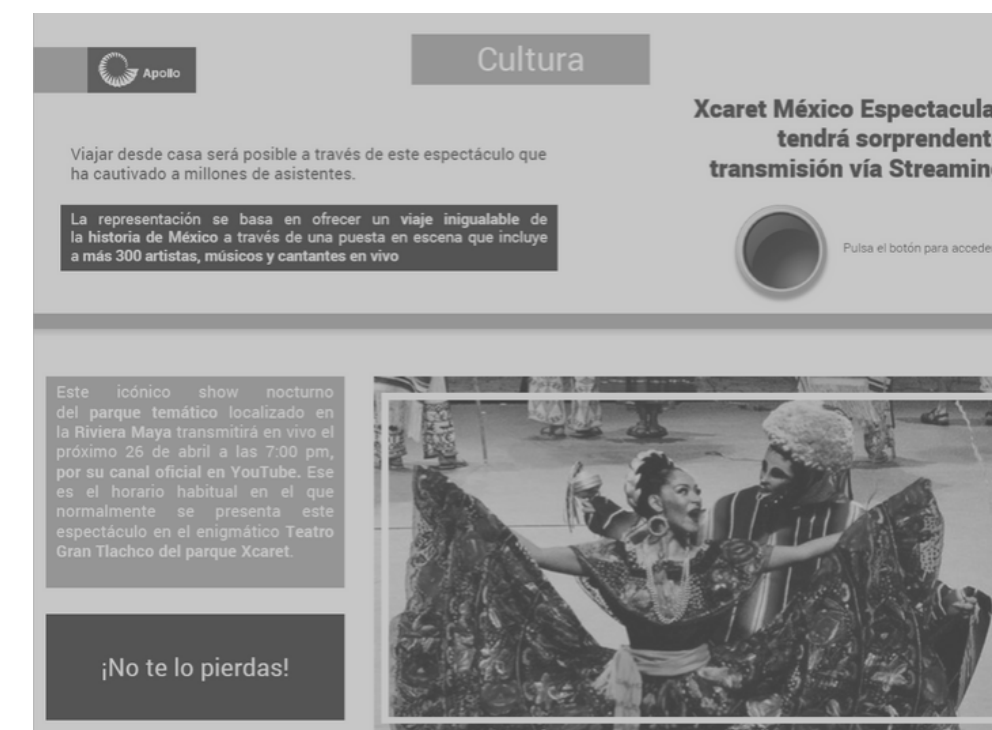 Apollo
Cultura
Xcaret México Espectacula
tendrá sorprendent
transmisión vía Streamin
Viajar desde casa será posible a través de este espectáculo que
ha cautivado a millones de asistentes.
La representación se basa en ofrecer un viaje inigualable de
la historia de México a través de una puesta en escena que incluye
a más 300 artistas, músicos y cantantes en vivo
Pulsa el botón para acceder
Este icónico show nocturno
del parque temático localizado en
la Riviera Maya transmitirá en vivo el
próximo 26 de abril a las 7:00 pm,
por su canal oficial en YouTube. Ese
es el horario habitual en el que
normalmente se presenta este
espectáculo en el enigmático Teatro
Gran Tlachco del parque Xcaret.
¡No te lo pierdas!